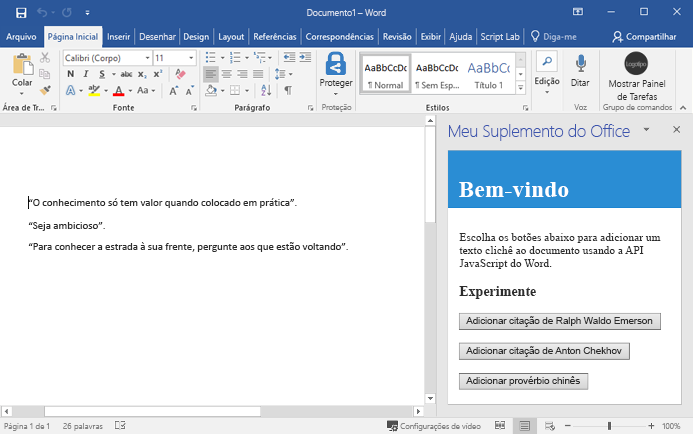 Documento1 – Word
Arquivo Página Inicial Inserir Desenhar Design Layout Referências Correspondências Revisão Exibir Ajuda Script Lab Diga-me Compartilhar
Colar
Calibri (Corpo) 11
N I S abc x₂ x²
Proteger
AaBbCcDc AaBbCcDc AaBbCcD
¶ Normal ¶ Sem Esp... Título 1
Edição
Ditar
Logotipo
Mostrar Painel
de Tarefas
Área de Tr... Fonte Parágrafo Proteção Estilos Voz Grupo de comandos
Meu Suplemento do Office
Bem-vindo
“O conhecimento só tem valor quando colocado em prática”.
“Seja ambicioso”.
“Para conhecer a estrada à sua frente, pergunte aos que estão voltando”.
Escolha os botões abaixo para adicionar um
texto clichê ao documento usando a API
JavaScript do Word.
Experimente
Adicionar citação de Ralph Waldo Emerson
Adicionar citação de Anton Chekhov
Adicionar provérbio chinês
Página 1 de 1 26 palavras Configurações de vídeo 100%